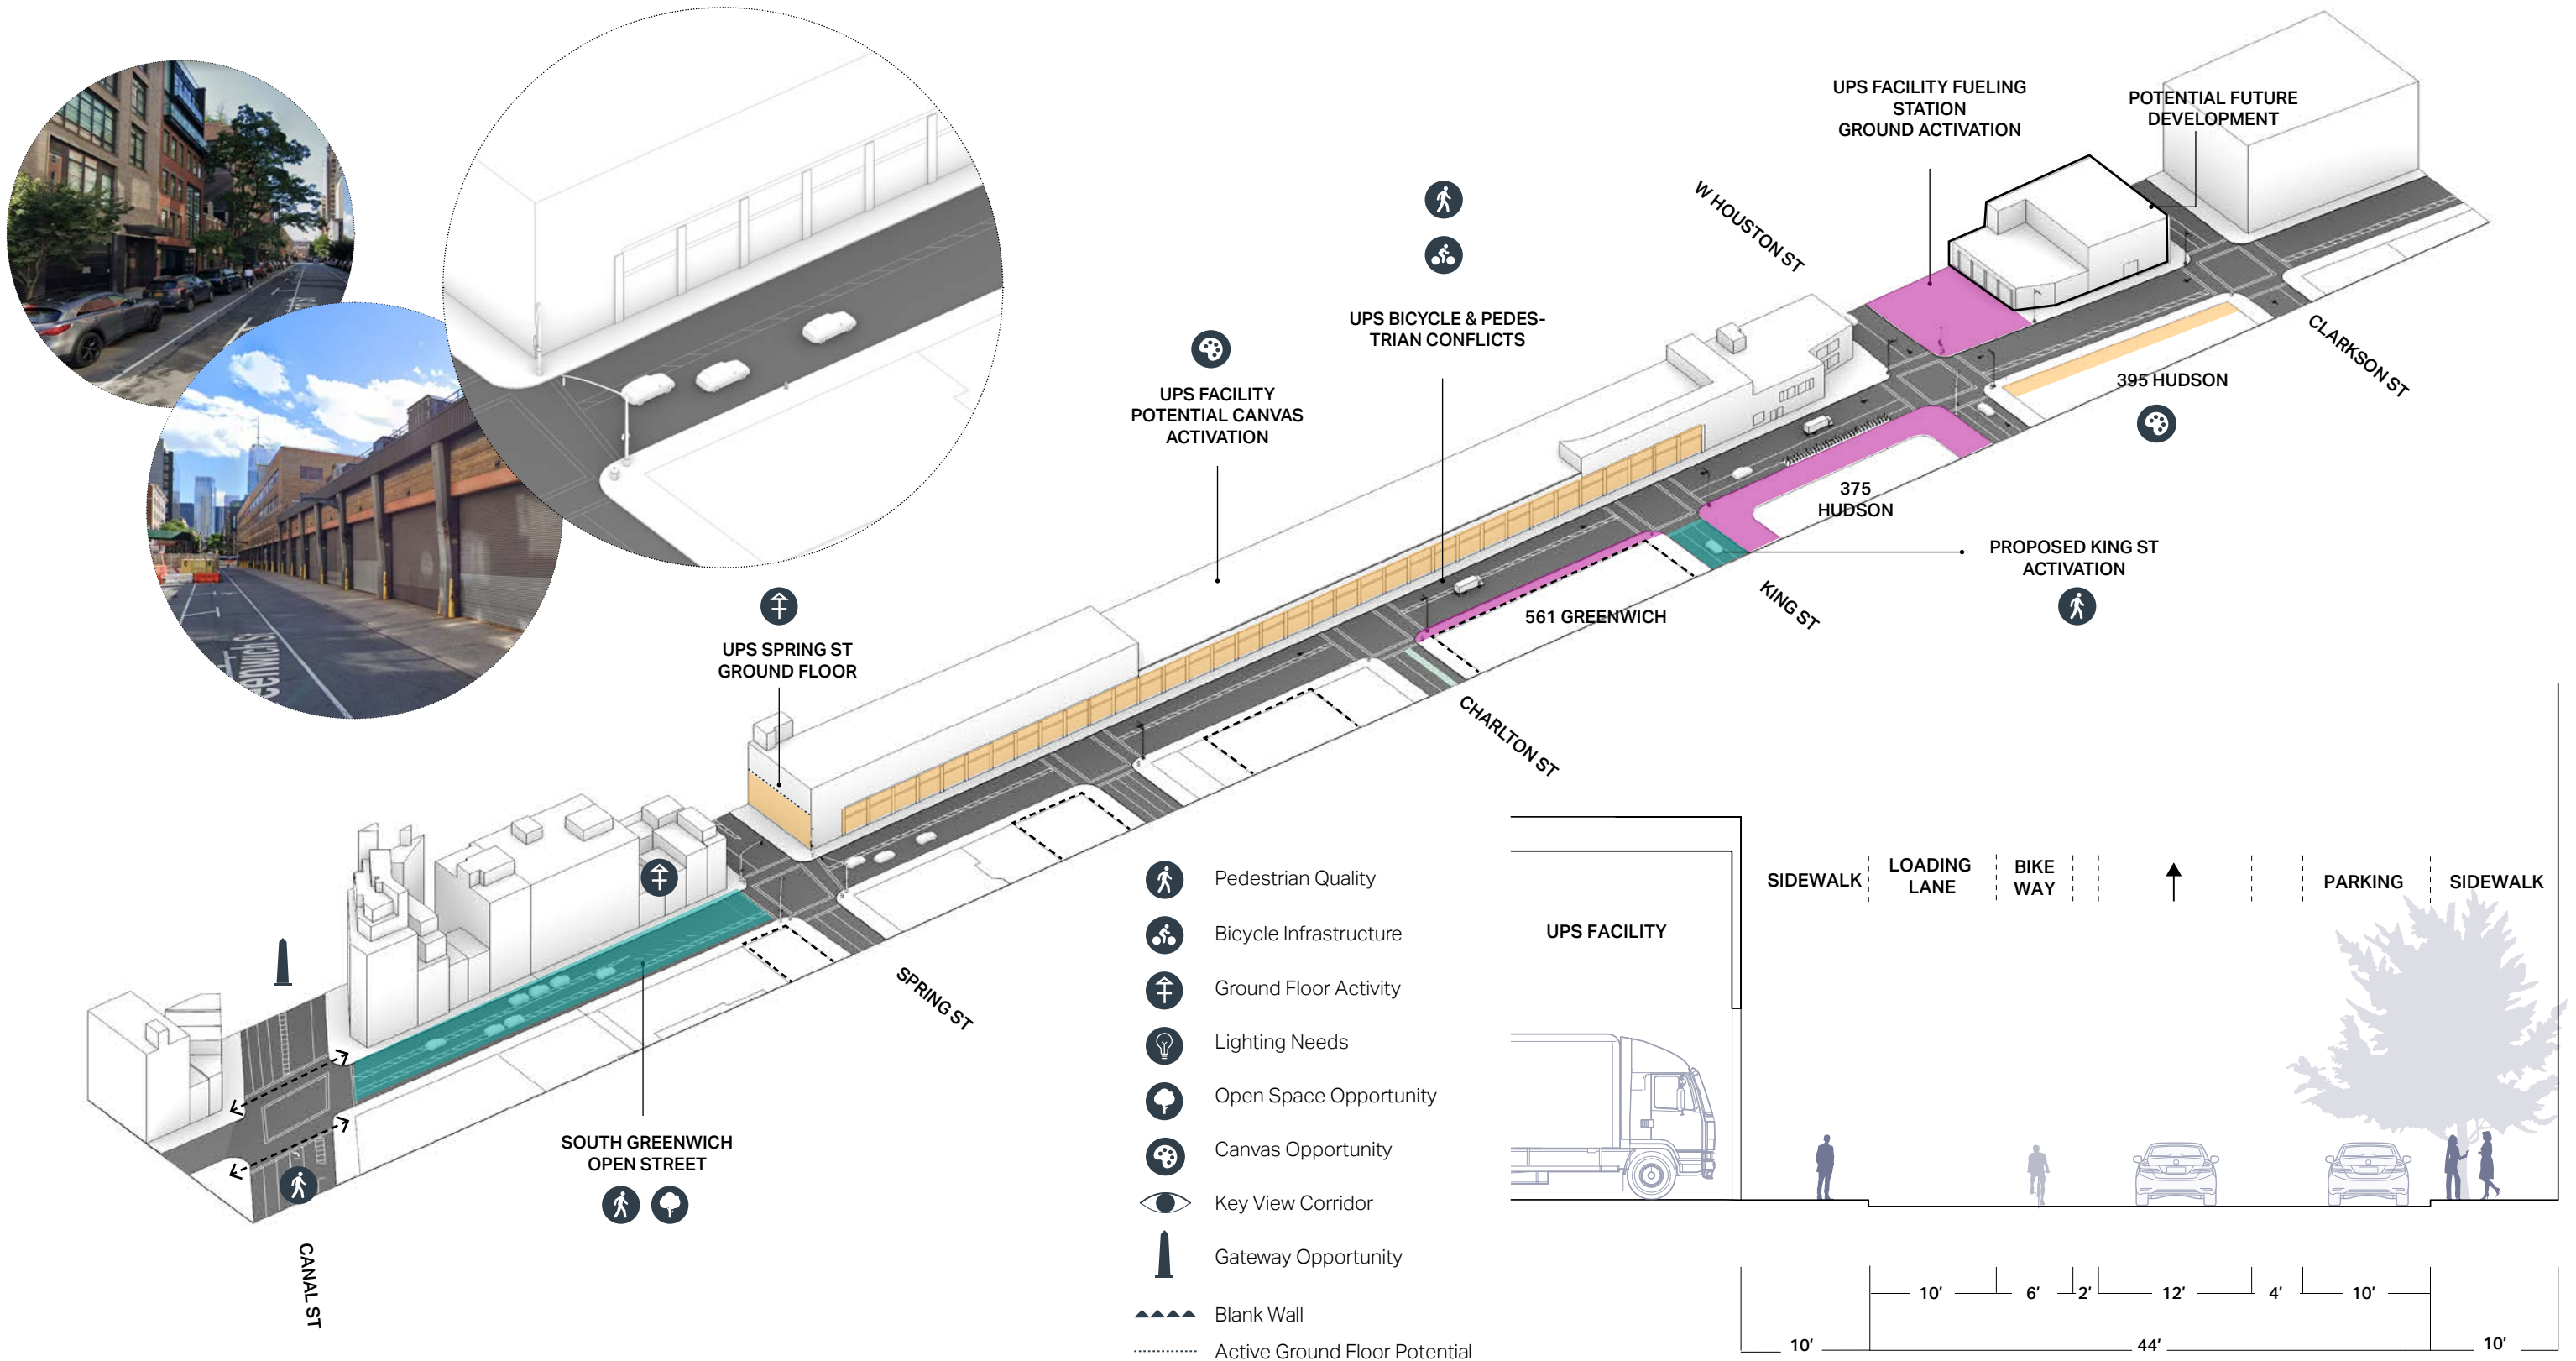 UPS FACILITY FUELING
STATION
GROUND ACTIVATION
POTENTIAL FUTURE
DEVELOPMENT
W HOUSTON ST
UPS BICYCLE & PEDES-
TRIAN CONFLICTS
CLARKSON ST
395 HUDSON
UPS FACILITY
POTENTIAL CANVAS
ACTIVATION
375
HUDSON
PROPOSED KING ST
ACTIVATION
KING ST
561 GREENWICH
UPS SPRING ST
GROUND FLOOR
enwich St
CHARLTON ST
SPRING ST
SOUTH GREENWICH
OPEN STREET
CANAL ST
Pedestrian Quality
Bicycle Infrastructure
Ground Floor Activity
Lighting Needs
Open Space Opportunity
Canvas Opportunity
Key View Corridor
Gateway Opportunity
Blank Wall
Active Ground Floor Potential
UPS FACILITY
SIDEWALK
LOADING
LANE
BIKE
WAY
PARKING
SIDEWALK
10' 6' 2' 12' 4' 10'
10' 44' 10'